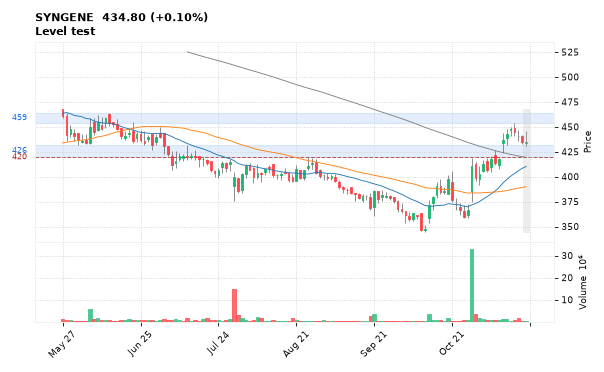 SYNGENE 434.80 (+0.10%)
Level test
525
500
475
450
425
400
375
350
Price
459
426
420
30
20
10
Volume 10⁴
May 27
Jun 25
Jul 24
Aug 21
Sep 21
Oct 21